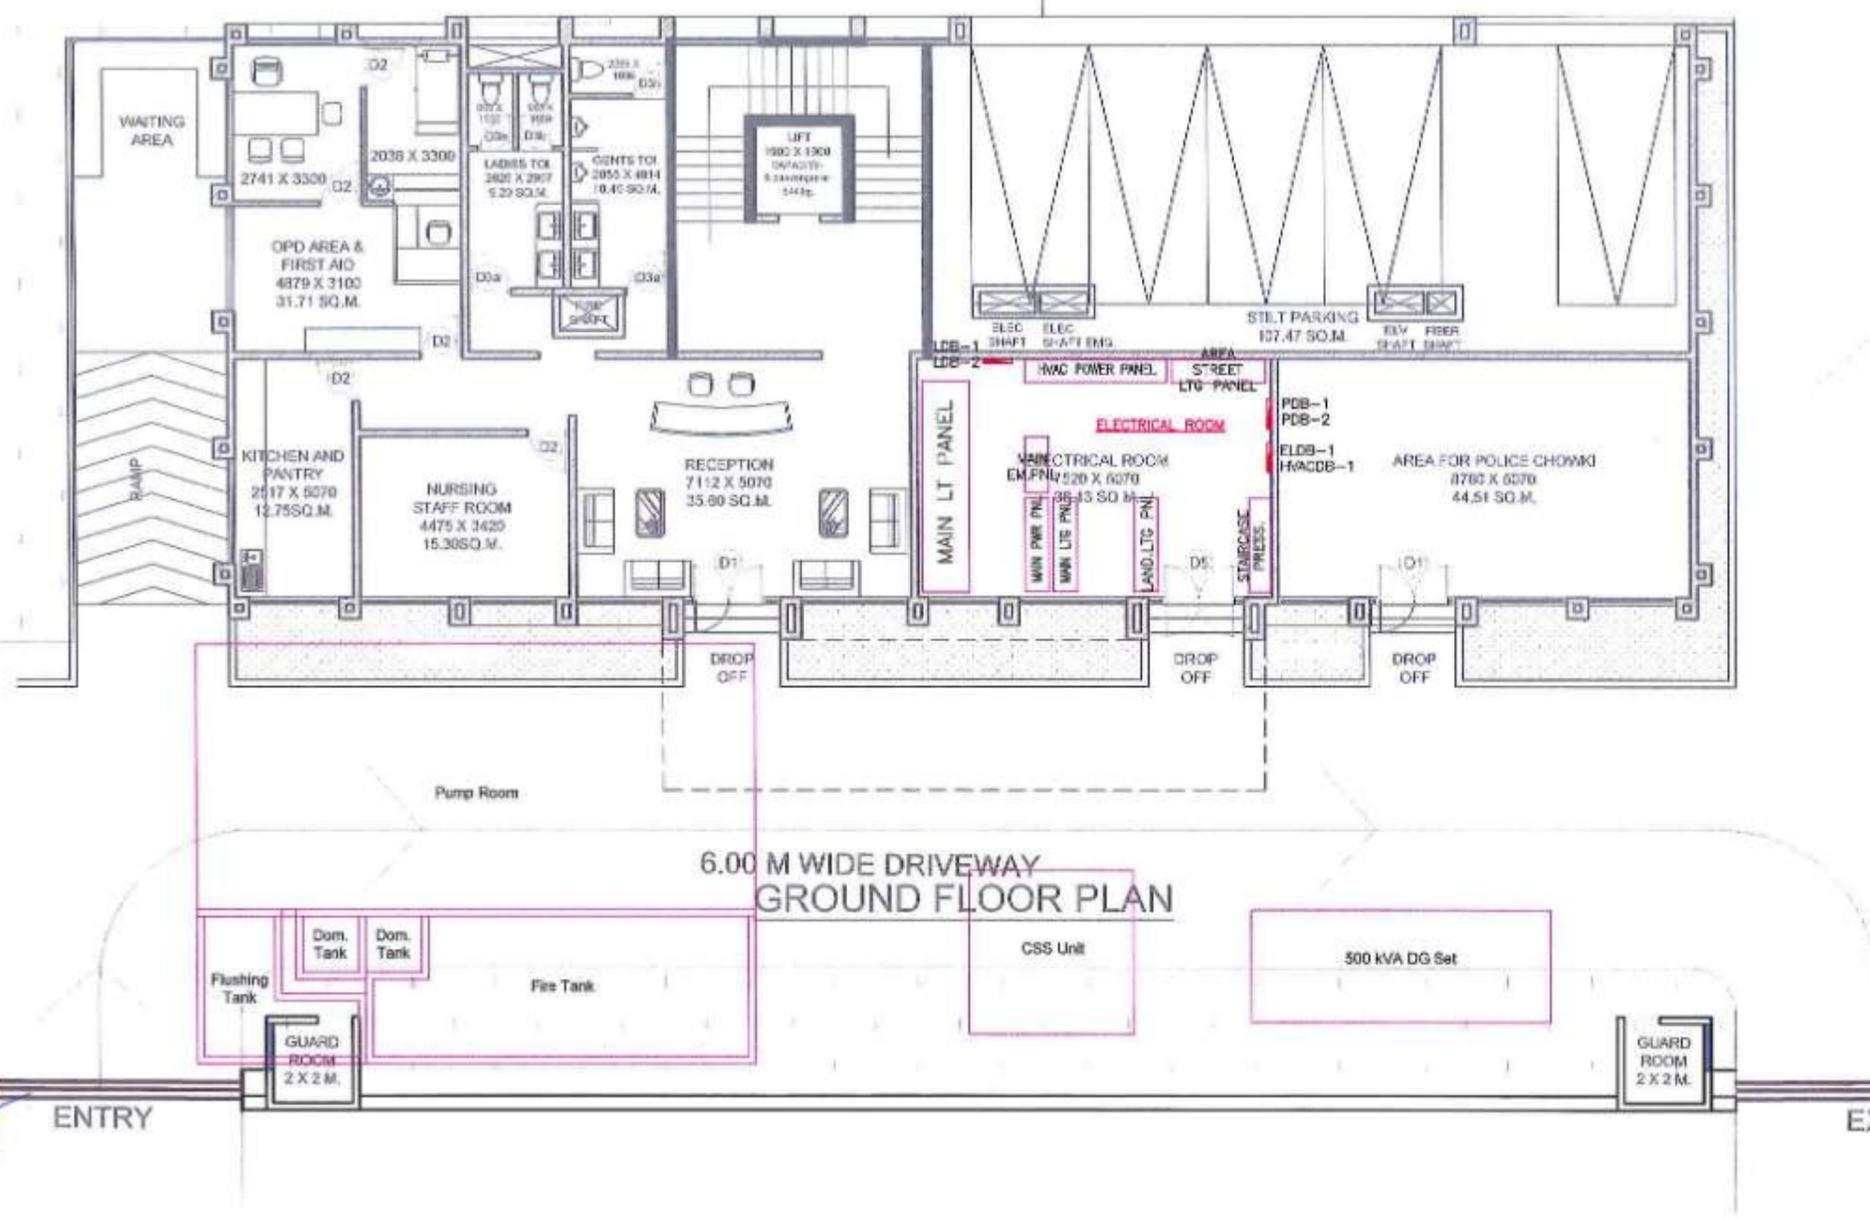 WAITING
AREA
D2
2741 X 3300
D2
2038 X 3300
OPD AREA &
FIRST AID
4879 X 3100
31.71 SQ.M.
D2
D2
LADIES TOI.
D3a
GENTS TOI.
D3a
LIFT
ELEC
SHAFT
ELEC
SHAFT EMG.
STILT PARKING
107.47 SQ.M.
ELV
SHAFT
FIBER
SHAFT
LDB-1
LDB-2
HVAC POWER PANEL
AREA
STREET
LTG PANEL
PDB-1
PDB-2
ELDB-1
HVACDB-1
ELECTRICAL ROOM
MAIN LT PANEL
MAIN
EM.PNL
ELECTRICAL ROOM
7520 X 5070
MAIN PWR PNL
MAIN LTG PNL
LAND.LTG PNL
STAIRCASE
PRESS.
AREA FOR POLICE CHOWKI
8780 X 5070
44.51 SQ.M.
RAMP
KITCHEN AND
PANTRY
2517 X 5070
12.75SQ.M.
D2
NURSING
STAFF ROOM
4475 X 3420
15.30SQ.M.
RECEPTION
7112 X 5070
35.60 SQ.M.
D1
D5
D1
DROP
OFF
DROP
OFF
DROP
OFF
Pump Room
6.00 M WIDE DRIVEWAY
GROUND FLOOR PLAN
Dom.
Tank
Dom.
Tank
Flushing
Tank
Fire Tank
CSS Unit
500 kVA DG Set
GUARD
ROOM
2 X 2 M.
GUARD
ROOM
2 X 2 M.
ENTRY